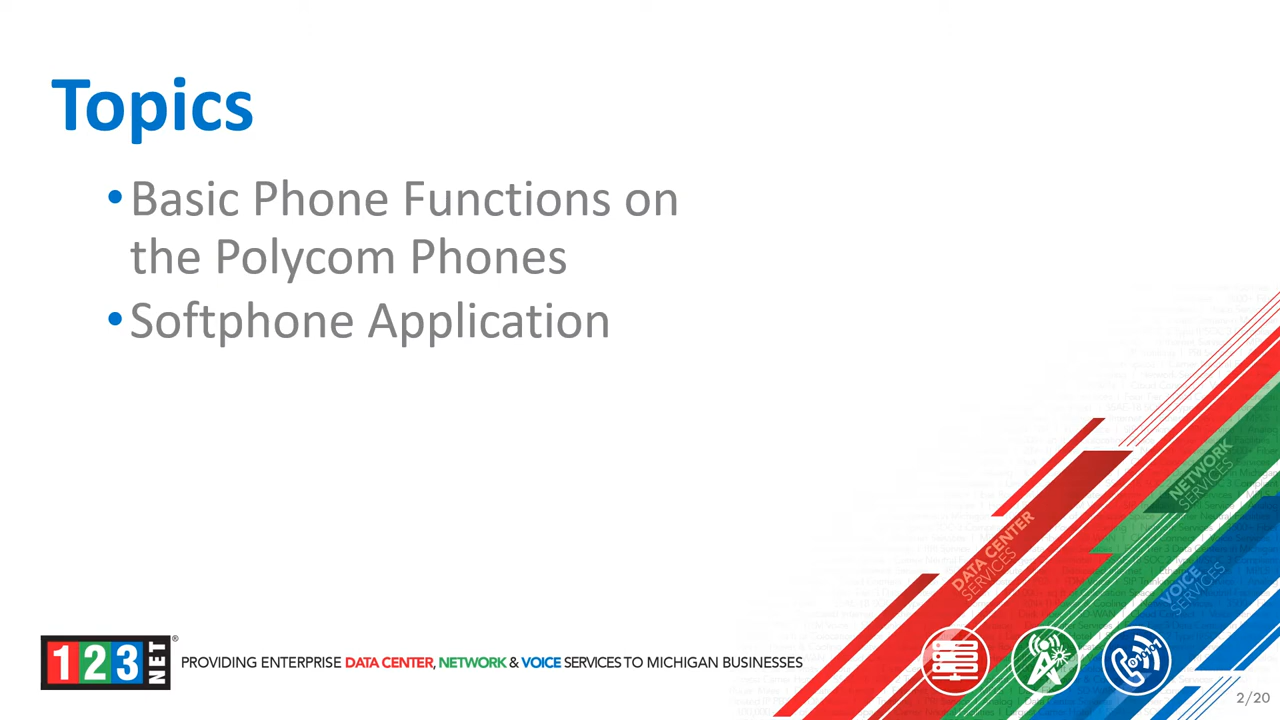 Topics
•Basic Phone Functions on
the Polycom Phones
•Softphone Application
DATA CENTER
SERVICES
NETWORK
SERVICES
VOICE
SERVICES
123NET®
PROVIDING ENTERPRISE DATA CENTER, NETWORK & VOICE SERVICES TO MICHIGAN BUSINESSES
2/20